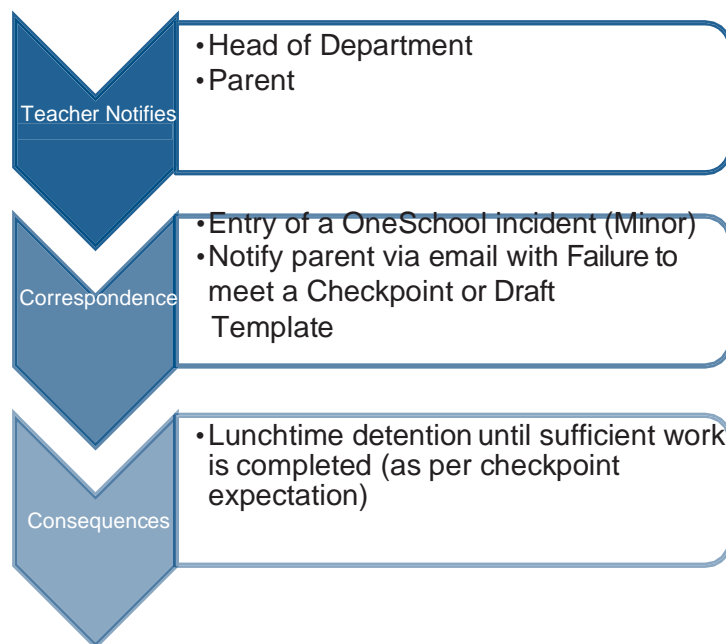 Teacher Notifies
•Head of Department
•Parent
Correspondence
•Entry of a OneSchool incident (Minor)
•Notify parent via email with Failure to
meet a Checkpoint or Draft
Template
Consequences
•Lunchtime detention until sufficient work
is completed (as per checkpoint
expectation)